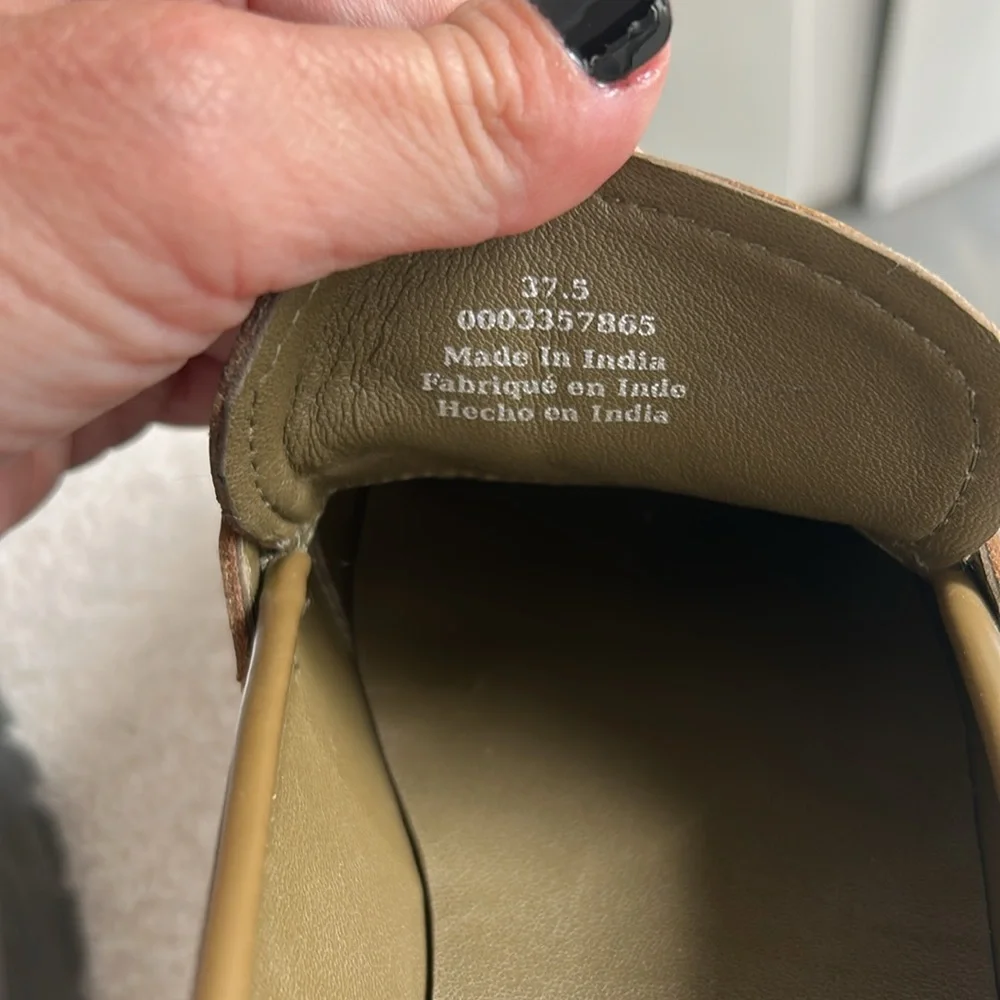 37.5
0003357865
Made In India
Fabriqué en Inde
Hecho en India